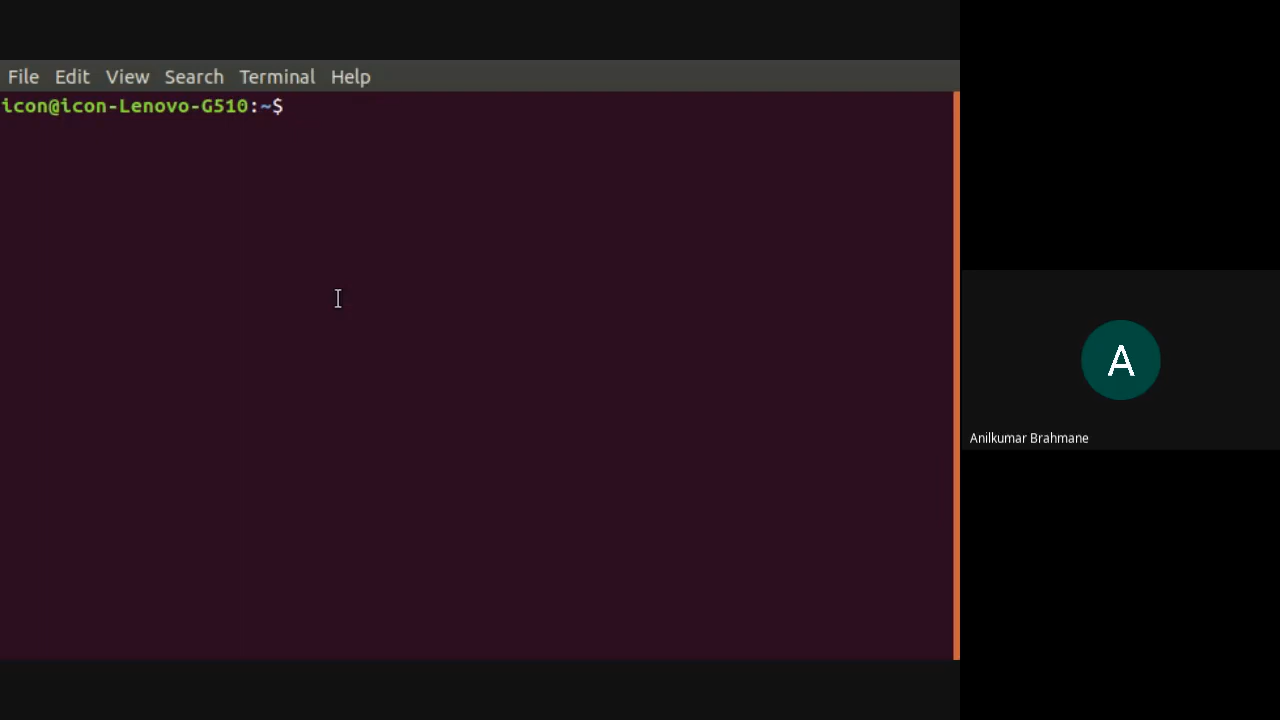 File Edit View Search Terminal Help
icon@icon-Lenovo-G510:~$
A
Anilkumar Brahmane